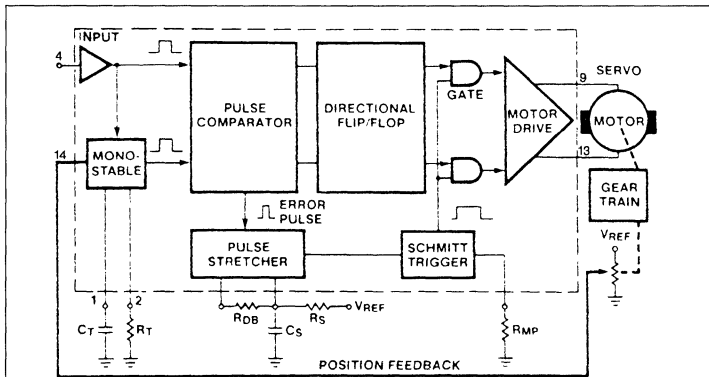 INPUT
4
PULSE
COMPARATOR
DIRECTIONAL
FLIP/FLOP
GATE
MOTOR
DRIVE
9
SERVO
MOTOR
13
14
MONO-
STABLE
ERROR
PULSE
GEAR
TRAIN
PULSE
STRETCHER
SCHMITT
TRIGGER
VREF
1
2
CT
RT
RDB
RS
VREF
CS
RMP
POSITION FEEDBACK